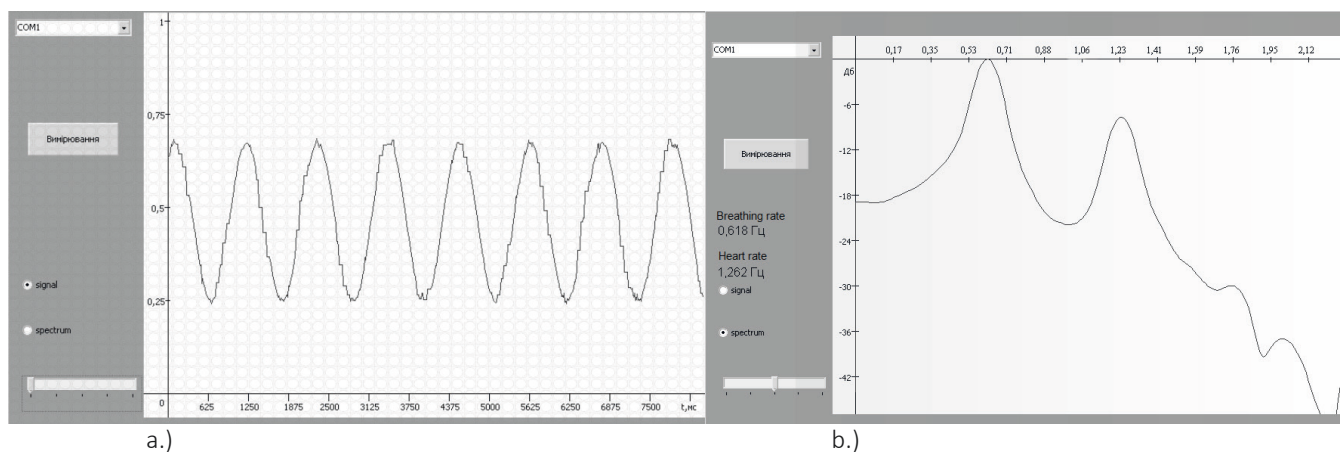 COM1
Вимірювання
signal
spectrum
1
0,75
0,5
0,25
0
625 1250 1875 2500 3125 3750 4375 5000 5625 6250 6875 7500 t,мс
a.)
COM1
Вимірювання
Breathing rate
0,618 Гц
Heart rate
1,262 Гц
signal
spectrum
0,17 0,35 0,53 0,71 0,88 1,06 1,23 1,41 1,59 1,76 1,95 2,12
Дб
-6
-12
-18
-24
-30
-36
-42
b.)